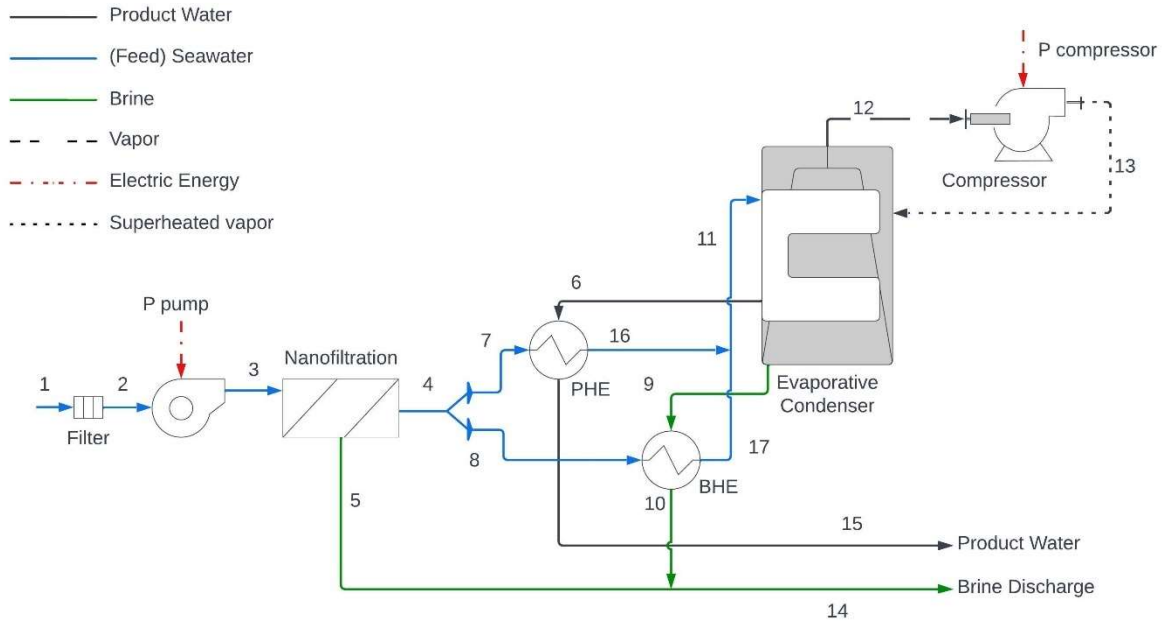 Product Water
(Feed) Seawater
Brine
Vapor
Electric Energy
Superheated vapor
P compressor
12
Compressor
13
11
6
P pump
7
16
Nanofiltration
1
2
3
4
PHE
9
Evaporative
Condenser
Filter
8
17
BHE
5
10
15
Product Water
Brine Discharge
14